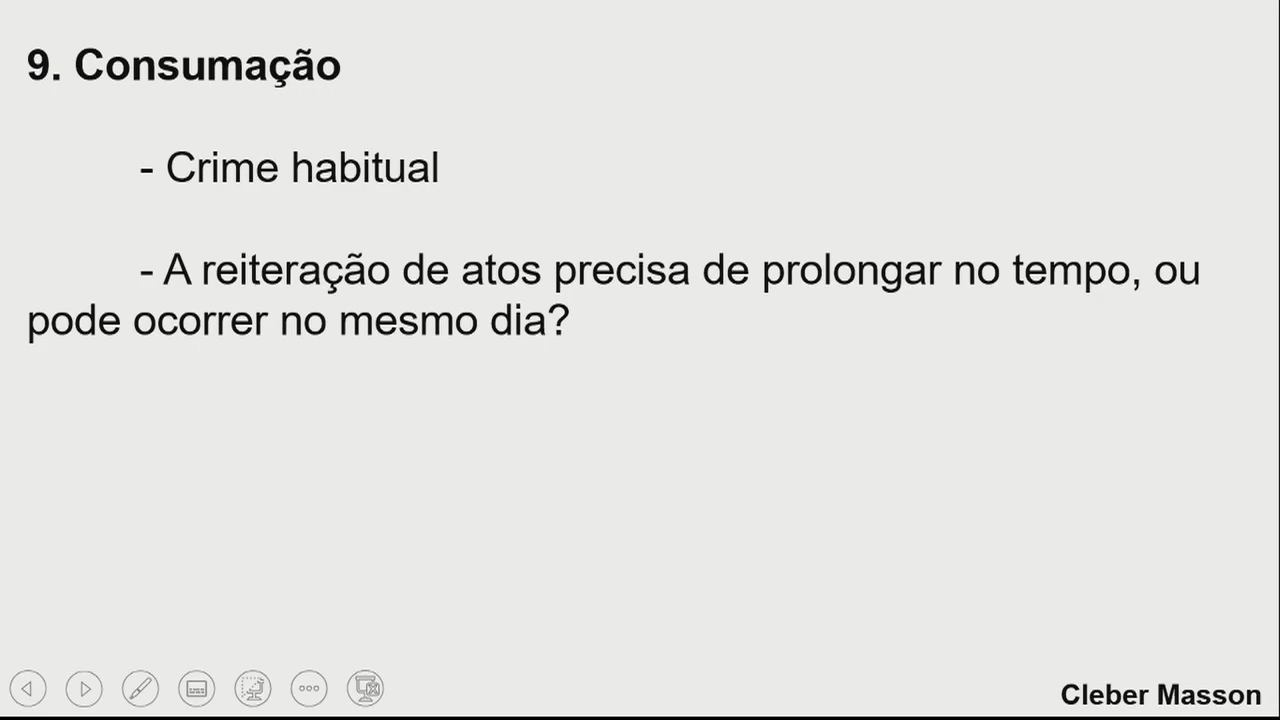 9. Consumação
- Crime habitual
- A reiteração de atos precisa de prolongar no tempo, ou
pode ocorrer no mesmo dia?
Cleber Masson